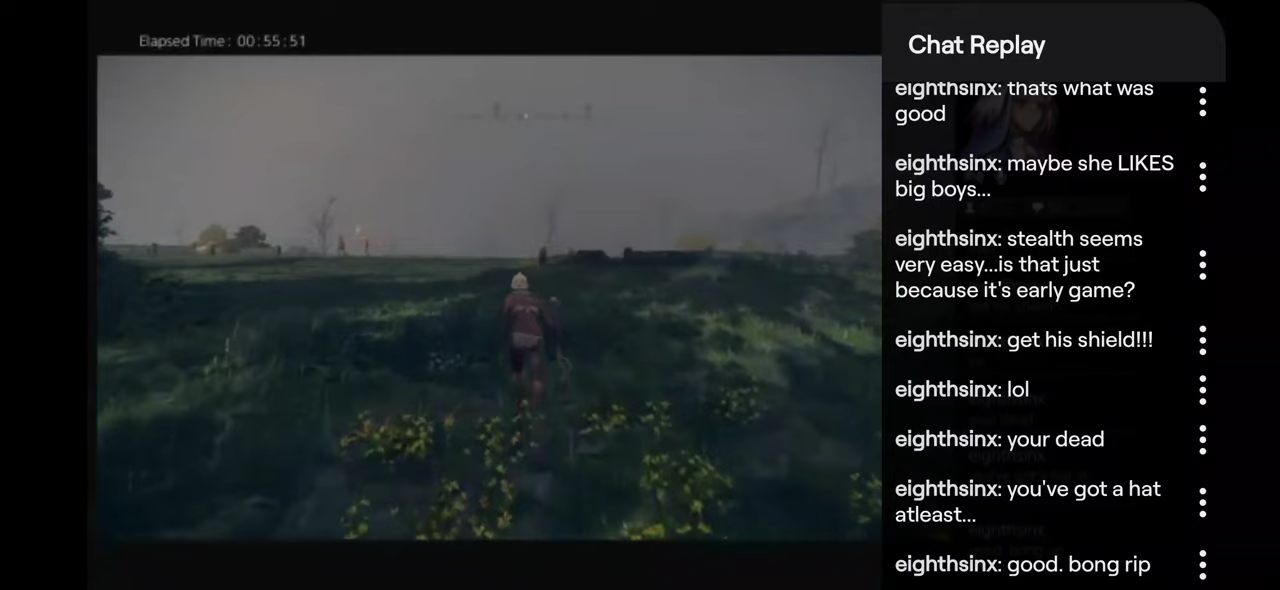 Elapsed Time: 00:55:51
Chat Replay
eighthsinx: thats what was
good
eighthsinx: maybe she LIKES
big boys...
eighthsinx: stealth seems
very easy...is that just
because it's early game?
eighthsinx: get his shield!!!
eighthsinx: lol
eighthsinx: your dead
eighthsinx: you've got a hat
atleast...
eighthsinx: good. bong rip